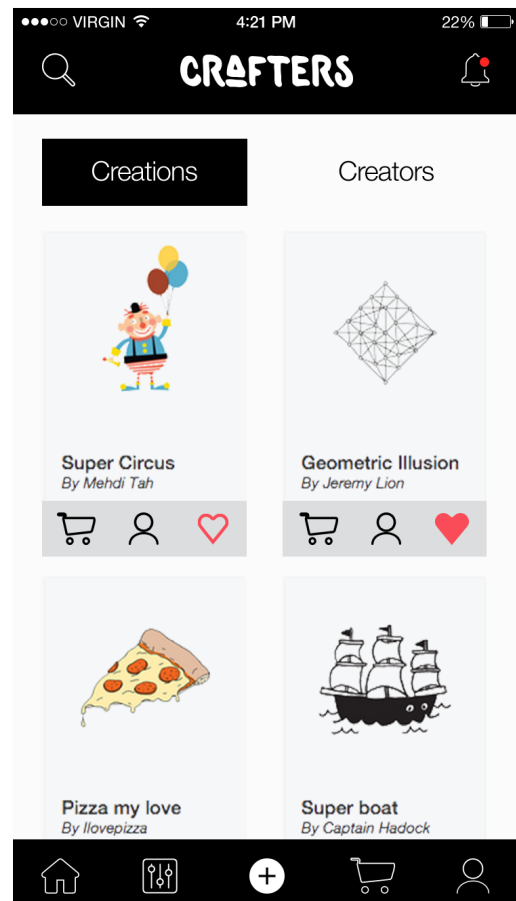 VIRGIN 4:21 PM 22%
CRAFTERS
Creations Creators
Super Circus
By Mehdi Tah
Geometric Illusion
By Jeremy Lion
Pizza my love
By Ilovepizza
Super boat
By Captain Hadock